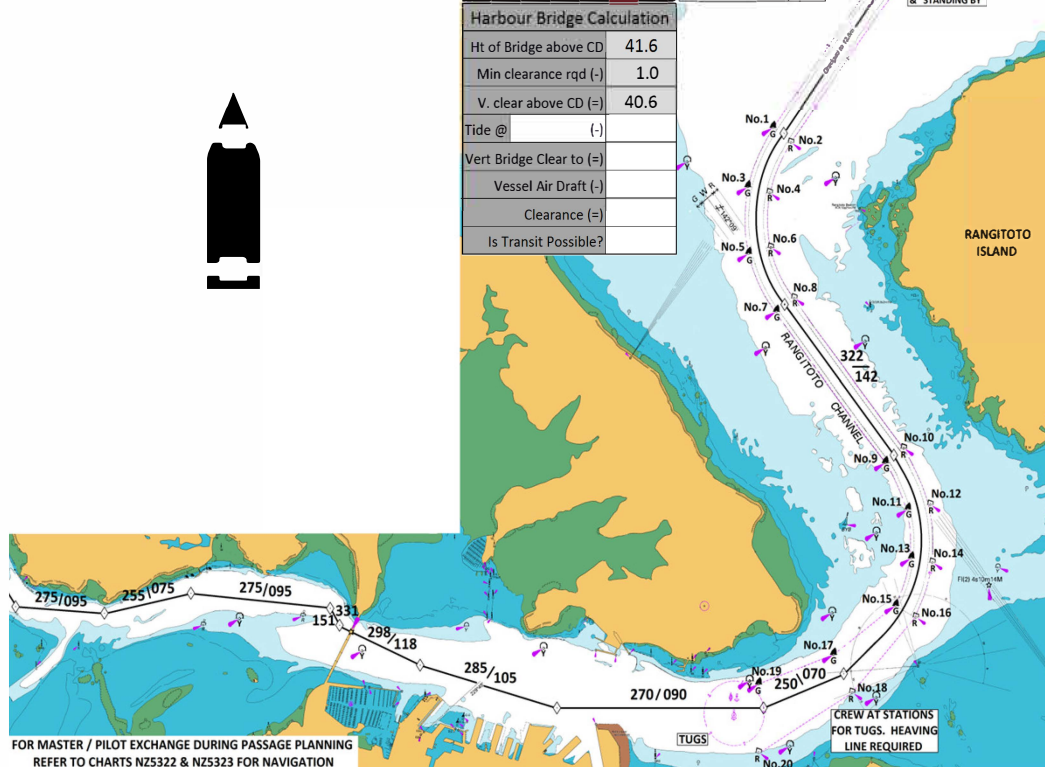 & STANDING BY
Harbour Bridge Calculation
Ht of Bridge above CD 41.6
Min clearance rqd (-) 1.0
V. clear above CD (=) 40.6
Tide @ (-)
Vert Bridge Clear to (=)
Vessel Air Draft (-)
Clearance (=)
Is Transit Possible?
No.1
G
No.2
R
Y
Y
No.3
G
No.4
R
G W R
RANGITOTO
ISLAND
No.5
G
No.6
R
No.7
G
No.8
R
Y
Y
322
142
RANGITOTO
CHANNEL
No.9
G
No.10
R
No.11
G
No.12
R
Y
No.13
G
No.14
R
Fl(2) 4s10m14M
No.15
G
No.16
R
Y
No.17
G
No.18
R
Y
No.19
G
Y
No.20
R
Y
275/095
255\075
275/095
331
151
298
118
285/
105
270/090
250\070
Y
Y
Y
TUGS
CREW AT STATIONS
FOR TUGS. HEAVING
LINE REQUIRED
FOR MASTER / PILOT EXCHANGE DURING PASSAGE PLANNING
REFER TO CHARTS NZ5322 & NZ5323 FOR NAVIGATION